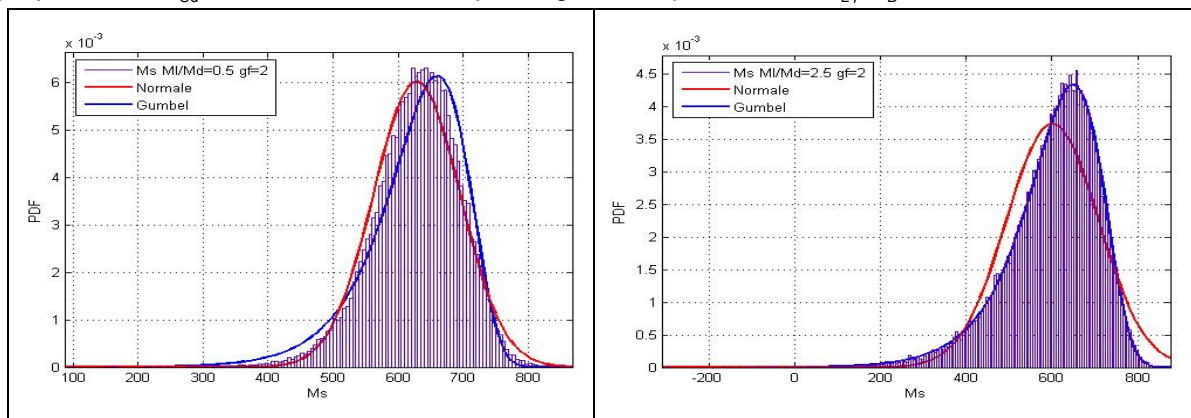 x 10⁻³
6
5
4
3
2
1
0
PDF
Ms Ml/Md=0.5 gf=2
Normale
Gumbel
100 200 300 400 500 600 700 800
Ms
x 10⁻³
4.5
4
3.5
3
2.5
2
1.5
1
0.5
0
PDF
Ms Ml/Md=2.5 gf=2
Normale
Gumbel
-200 0 200 400 600 800
Ms